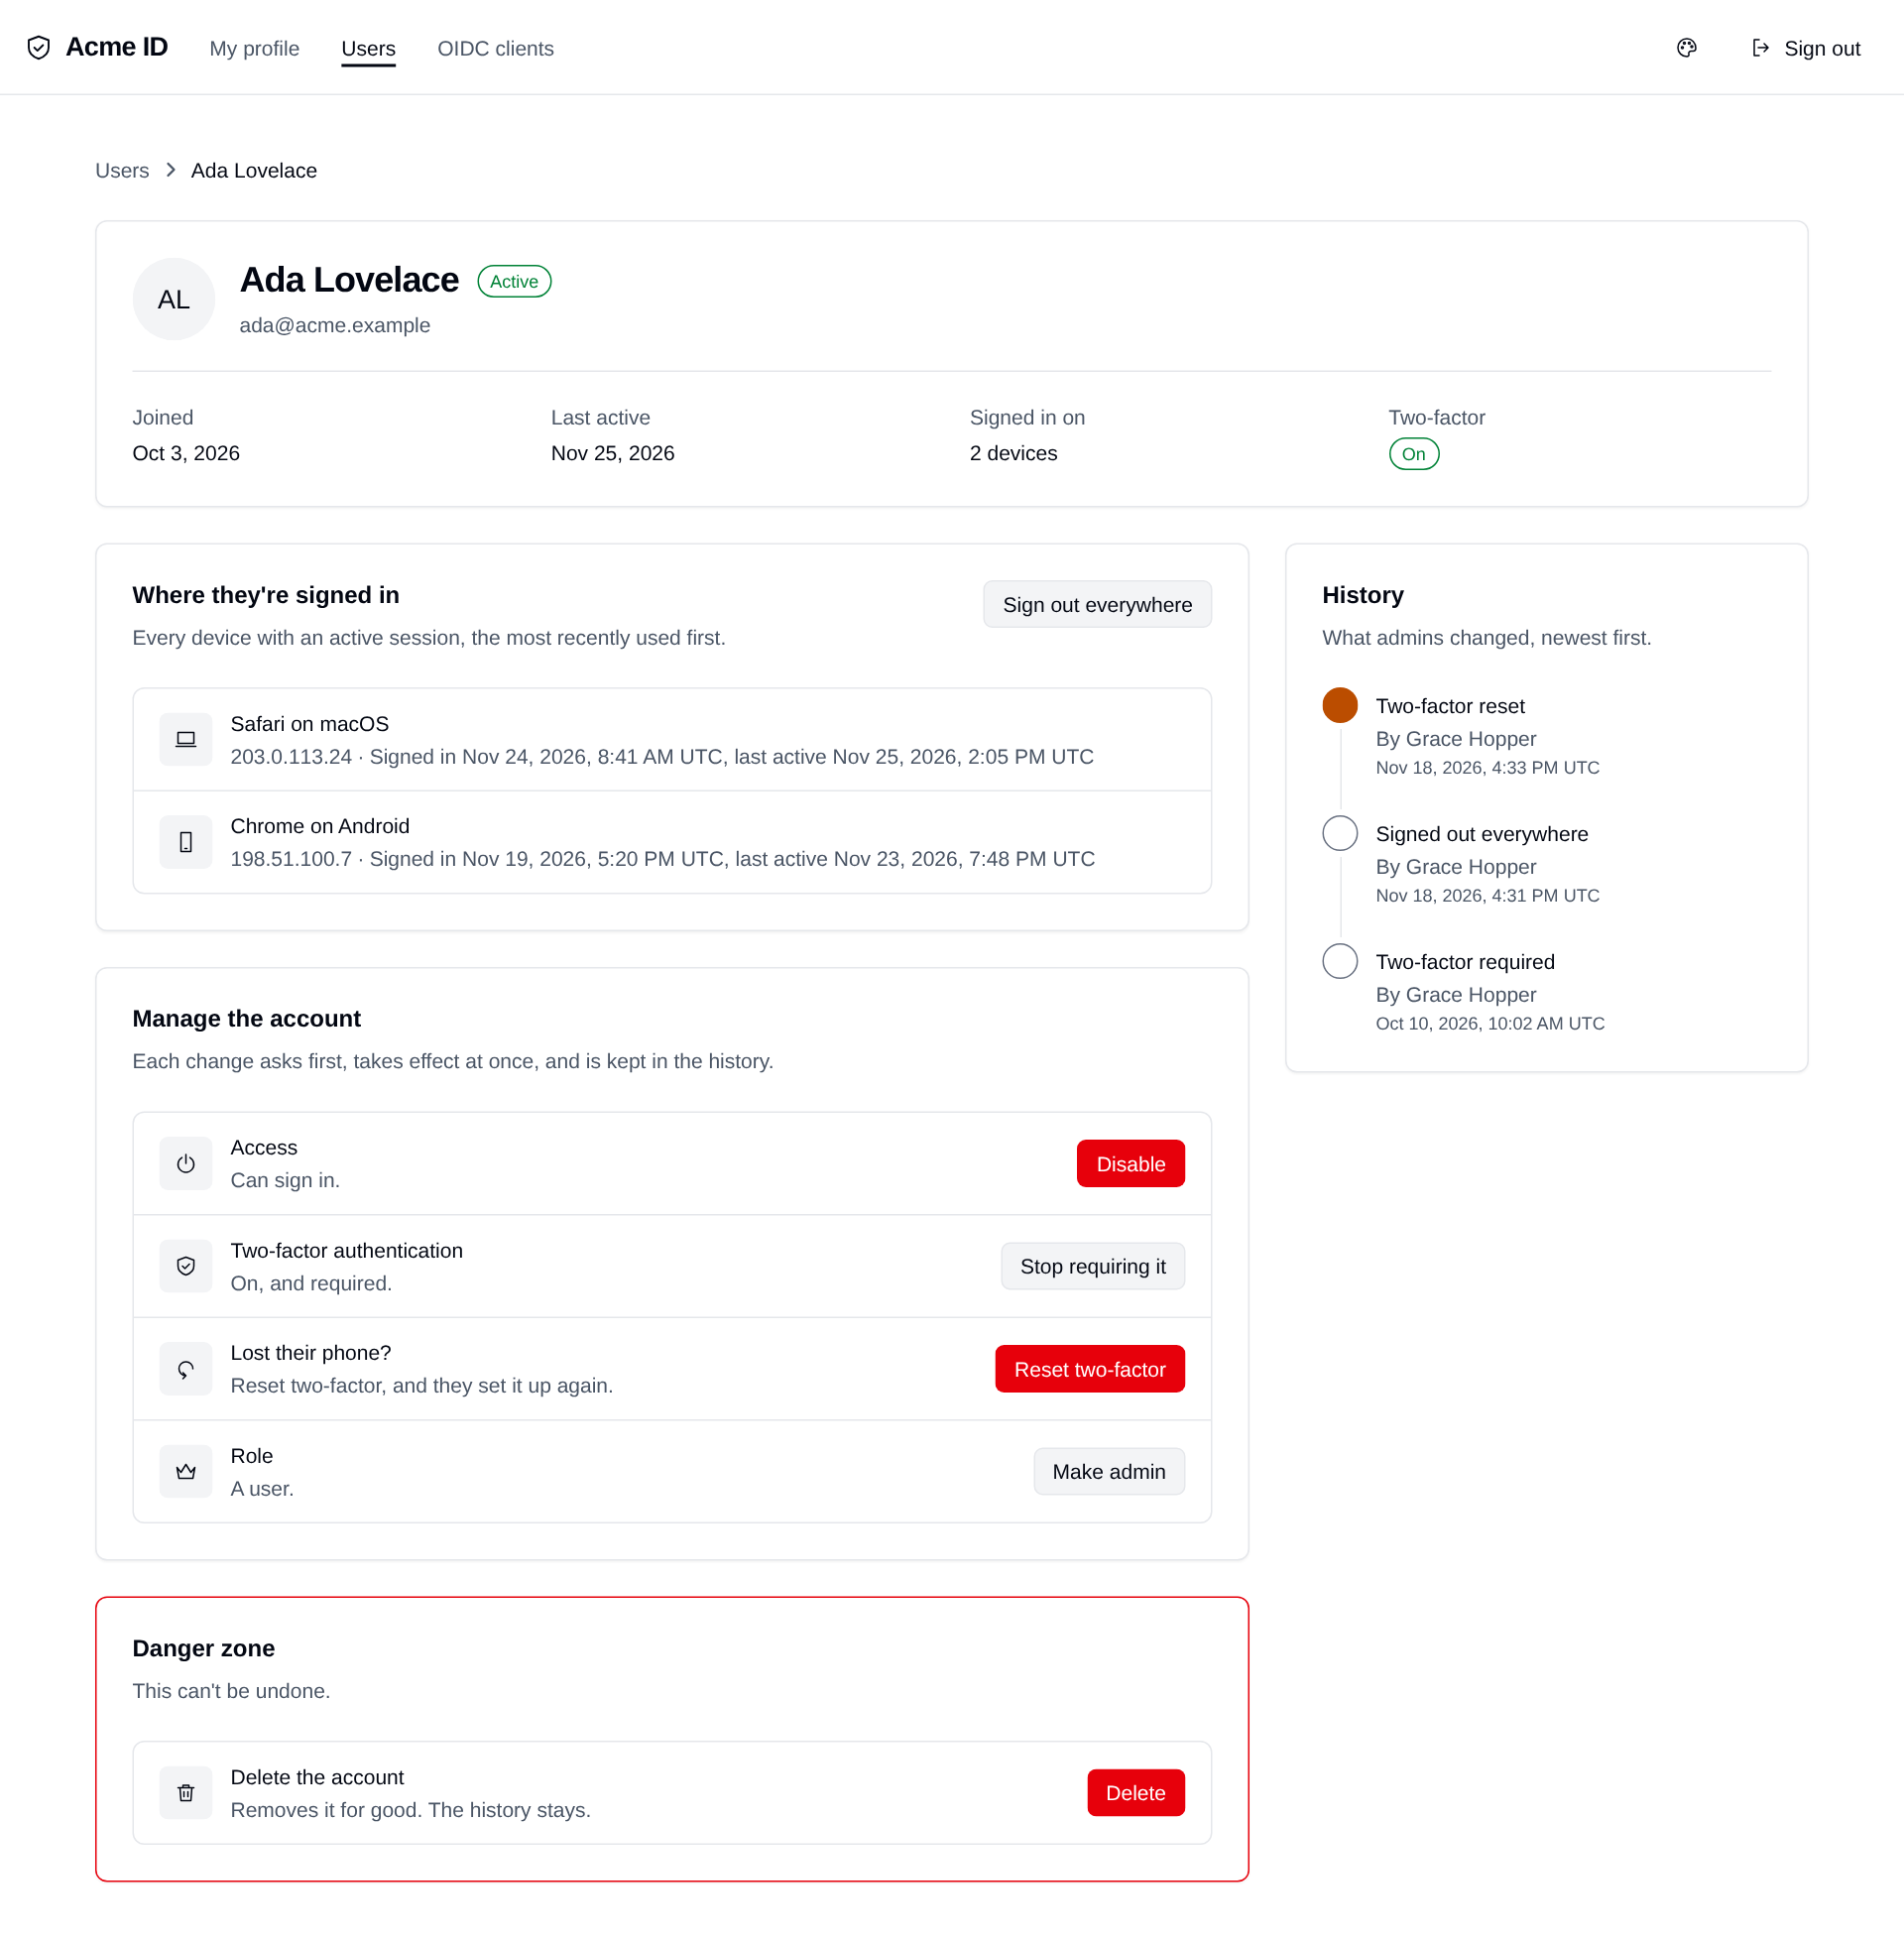 Acme ID
My profile
Users
OIDC clients
Sign out
Users
Ada Lovelace
AL
Ada Lovelace
Active
ada@acme.example
Joined
Oct 3, 2026
Last active
Nov 25, 2026
Signed in on
2 devices
Two-factor
On
Where they're signed in
Every device with an active session, the most recently used first.
Sign out everywhere
Safari on macOS
203.0.113.24 · Signed in Nov 24, 2026, 8:41 AM UTC, last active Nov 25, 2026, 2:05 PM UTC
Chrome on Android
198.51.100.7 · Signed in Nov 19, 2026, 5:20 PM UTC, last active Nov 23, 2026, 7:48 PM UTC
Manage the account
Each change asks first, takes effect at once, and is kept in the history.
Access
Can sign in.
Disable
Two-factor authentication
On, and required.
Stop requiring it
Lost their phone?
Reset two-factor, and they set it up again.
Reset two-factor
Role
A user.
Make admin
Danger zone
This can't be undone.
Delete the account
Removes it for good. The history stays.
Delete
History
What admins changed, newest first.
Two-factor reset
By Grace Hopper
Nov 18, 2026, 4:33 PM UTC
Signed out everywhere
By Grace Hopper
Nov 18, 2026, 4:31 PM UTC
Two-factor required
By Grace Hopper
Oct 10, 2026, 10:02 AM UTC